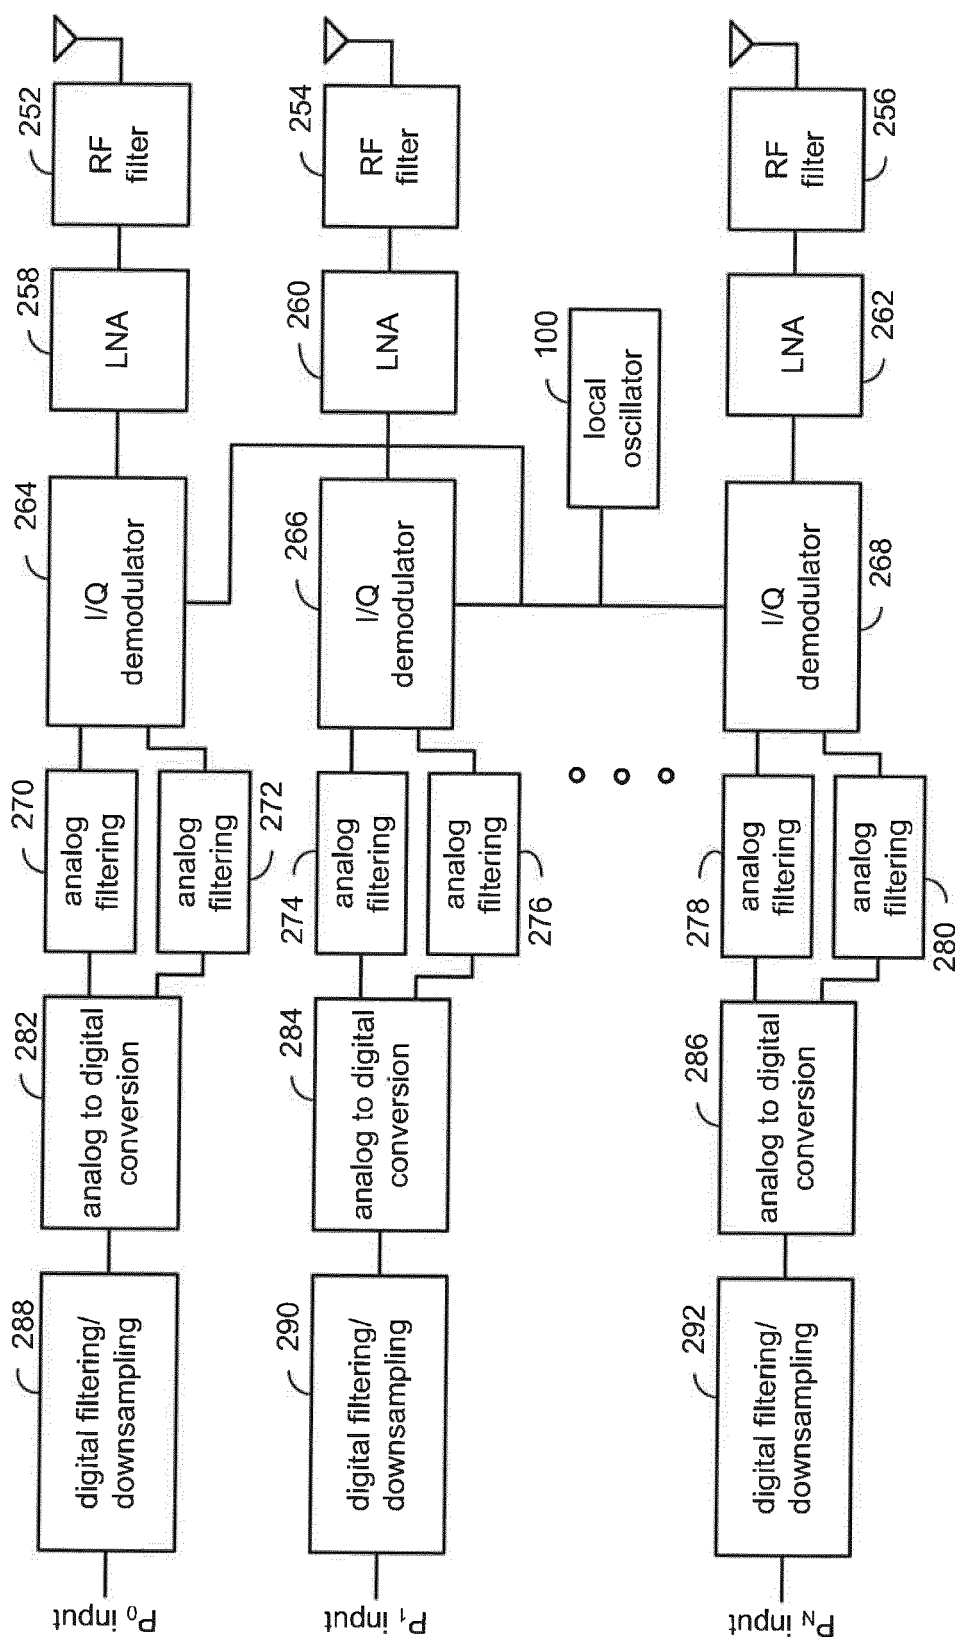 252
RF
filter
258
LNA
264
I/Q
demodulator
270
analog
filtering
analog
filtering
272
282
analog to digital
conversion
288
digital filtering/
downsampling
P0 input
254
RF
filter
260
LNA
266
I/Q
demodulator
274
analog
filtering
analog
filtering
276
284
analog to digital
conversion
290
digital filtering/
downsampling
P1 input
100
local
oscillator
RF
filter
256
LNA
262
I/Q
demodulator
268
278
analog
filtering
analog
filtering
280
286
analog to digital
conversion
292
digital filtering/
downsampling
PN input